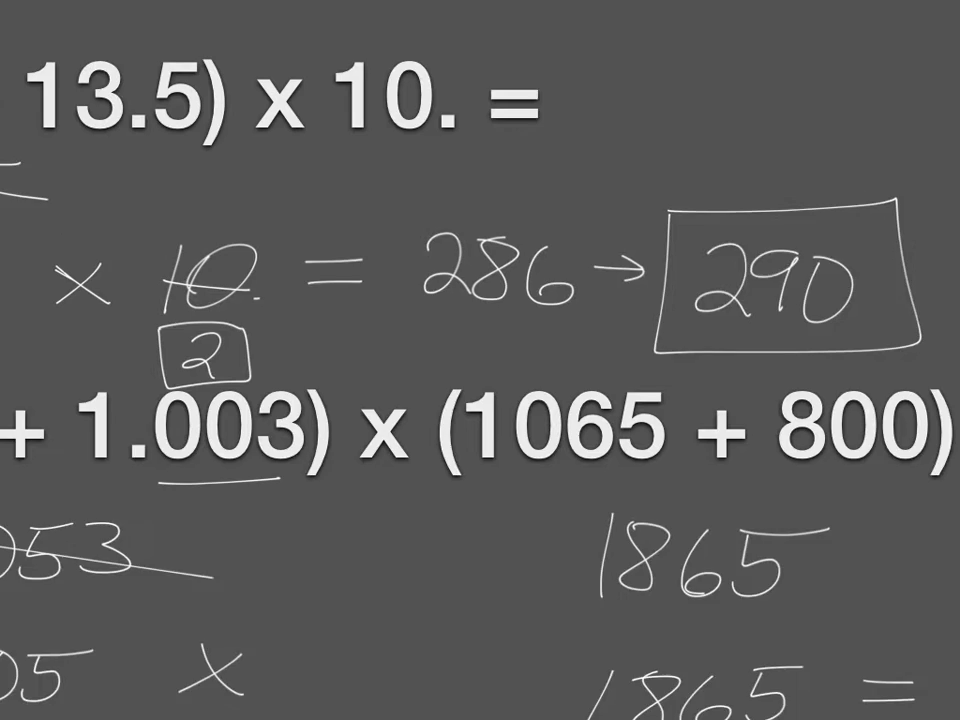 13.5) x 10. =
x 10. = 286 → 290
2
+ 1.003) x (1065 + 800)
053 1865
05 x 1865 =